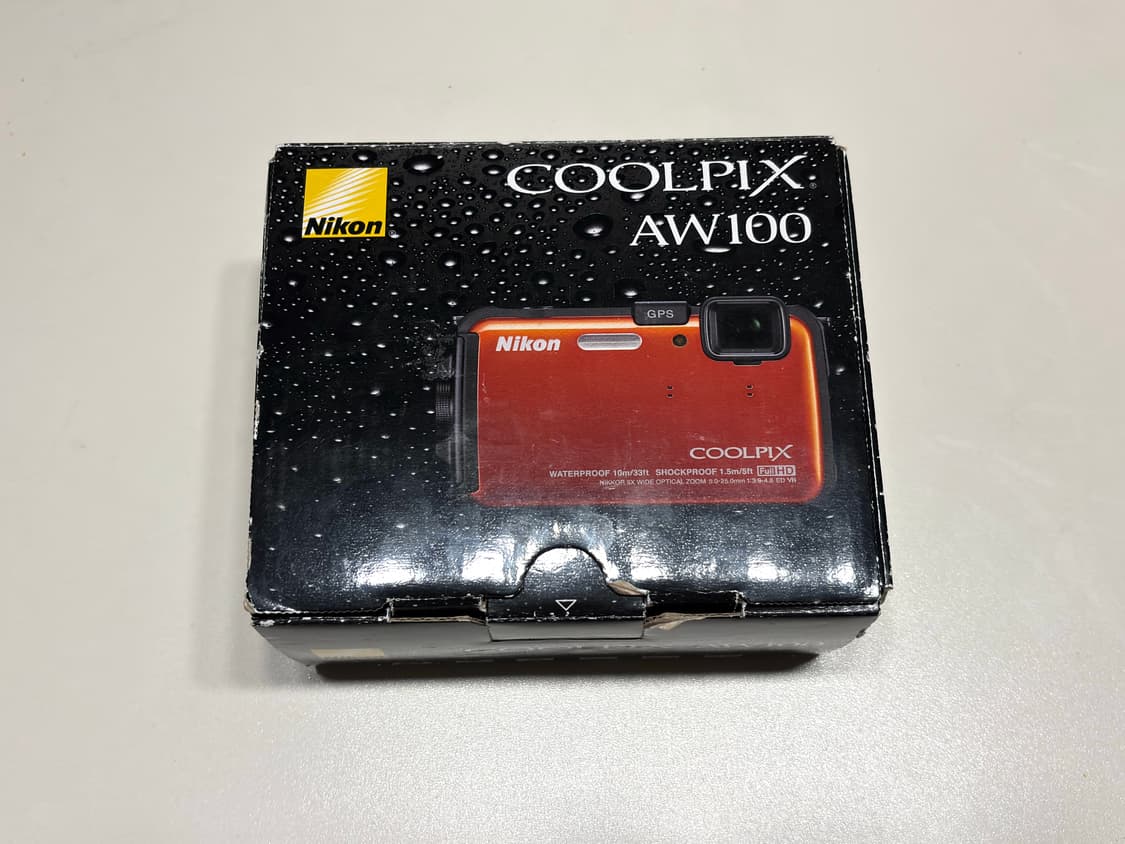 Nikon
COOLPIX®
AW100
GPS
Nikon
COOLPIX
WATERPROOF 10m/33ft SHOCKPROOF 1.5m/5ft Full HD
NIKKOR 5X WIDE OPTICAL ZOOM 5.0-25.0mm 1:3.9-4.8 ED VR